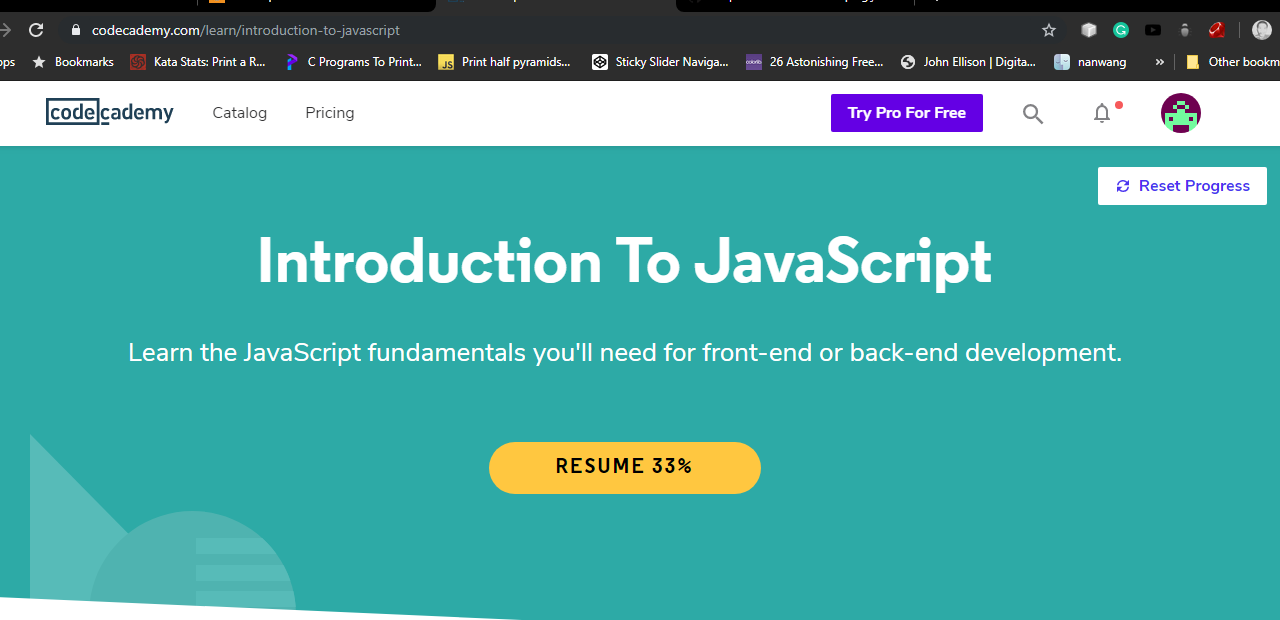 codecademy.com/learn/introduction-to-javascript
Bookmarks Kata Stats: Print a R... C Programs To Print... Print half pyramids... Sticky Slider Naviga... 26 Astonishing Free... John Ellison | Digita... nanwang » Other bookm
codecademy Catalog Pricing Try Pro For Free
Reset Progress
Introduction To JavaScript
Learn the JavaScript fundamentals you'll need for front-end or back-end development.
RESUME 33%